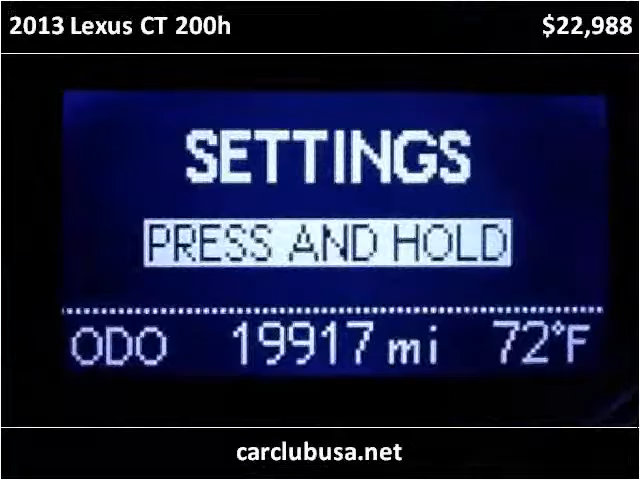 2013 Lexus CT 200h $22,988
SETTINGS
PRESS AND HOLD
ODO 19917 mi 72°F
carclubusa.net